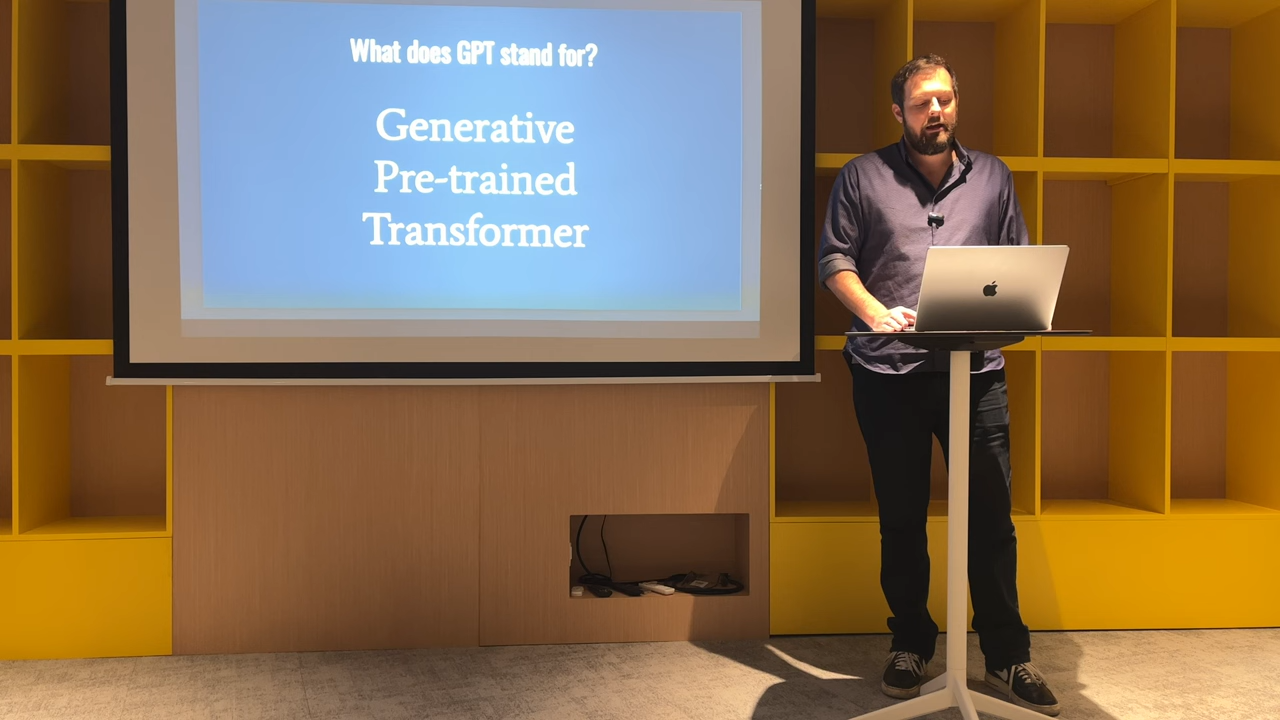 What does GPT stand for?
Generative
Pre-trained
Transformer